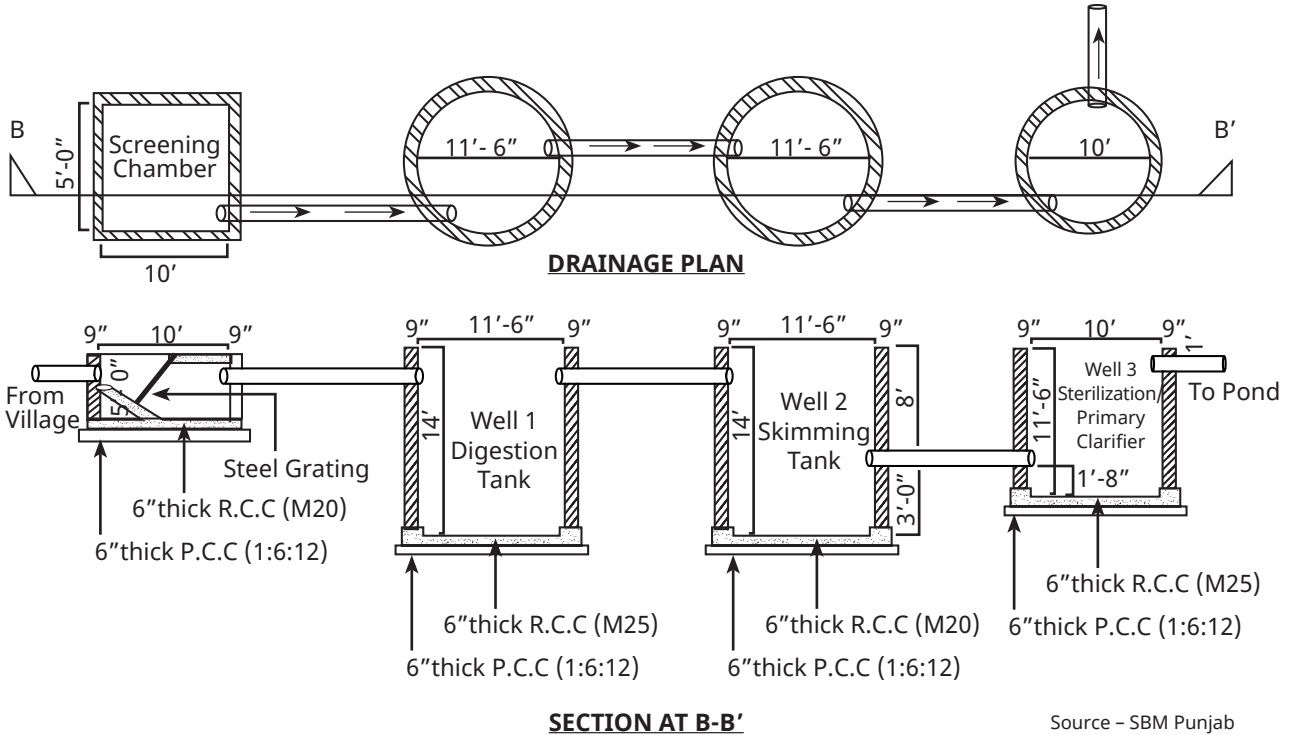 B
B’
5’-0”
Screening
Chamber
11’- 6”
11’- 6”
10’
10’
DRAINAGE PLAN
9”
10’
9”
9”
11’-6”
9”
9”
11’-6”
9”
9”
10’
9”
1’
From
Village
5’- 0”
To Pond
14’
Well 1
Digestion
Tank
14’
Well 2
Skimming
Tank
8’
3’-0”
11’-6”
Well 3
Sterilization/
Primary
Clarifier
1’-8”
Steel Grating
6”thick R.C.C (M20)
6”thick P.C.C (1:6:12)
6”thick R.C.C (M25)
6”thick P.C.C (1:6:12)
6”thick R.C.C (M20)
6”thick P.C.C (1:6:12)
6”thick R.C.C (M25)
6”thick P.C.C (1:6:12)
SECTION AT B-B’
Source – SBM Punjab